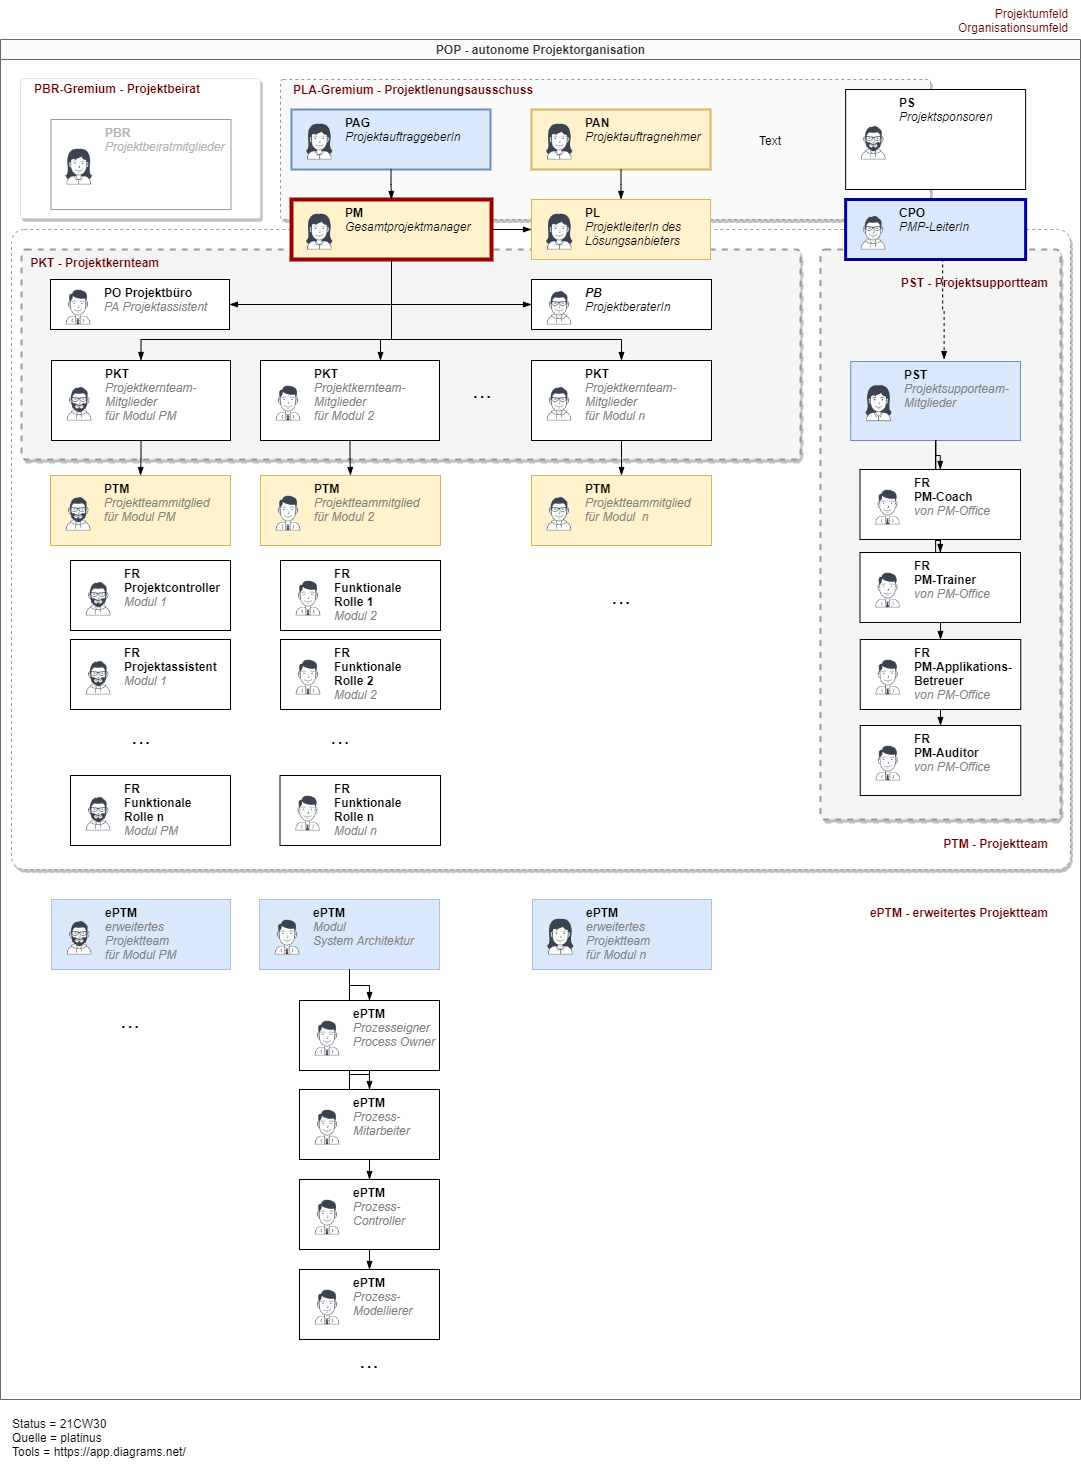 Projektumfeld
Organisationsumfeld
POP - autonome Projektorganisation
PBR-Gremium - Projektbeirat
PBR
Projektbeiratmitglieder
PLA-Gremium - Projektlenungsausschuss
PAG
ProjektauftraggeberIn
PAN
Projektauftragnehmer
Text
PS
Projektsponsoren
PM
Gesamtprojektmanager
PL
ProjektleiterIn des
Lösungsanbieters
CPO
PMP-LeiterIn
PKT - Projektkernteam
PO Projektbüro
PA Projektassistent
PB
ProjektberaterIn
PKT
Projektkernteam-
Mitglieder
für Modul PM
PKT
Projektkernteam-
Mitglieder
für Modul 2
...
PKT
Projektkernteam-
Mitglieder
für Modul n
PST - Projektsupportteam
PST
Projektsupporteam-
Mitglieder
FR
PM-Coach
von PM-Office
FR
PM-Trainer
von PM-Office
FR
PM-Applikations-
Betreuer
von PM-Office
FR
PM-Auditor
von PM-Office
PTM
Projektteammitglied
für Modul PM
PTM
Projektteammitglied
für Modul 2
PTM
Projektteammitglied
für Modul n
FR
Projektcontroller
Modul 1
FR
Funktionale
Rolle 1
Modul 2
...
FR
Projektassistent
Modul 1
FR
Funktionale
Rolle 2
Modul 2
...
...
FR
Funktionale
Rolle n
Modul PM
FR
Funktionale
Rolle n
Modul n
PTM - Projektteam
ePTM
erweitertes
Projektteam
für Modul PM
ePTM
Modul
System Architektur
ePTM
erweitertes
Projektteam
für Modul n
ePTM - erweitertes Projektteam
...
ePTM
Prozesseigner
Process Owner
ePTM
Prozess-
Mitarbeiter
ePTM
Prozess-
Controller
ePTM
Prozess-
Modellierer
...
Status = 21CW30
Quelle = platinus
Tools = https://app.diagrams.net/